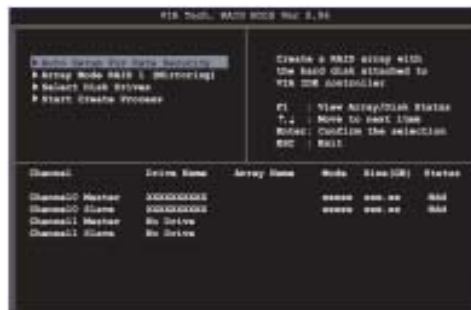 VIA Tech. RAID BIOS Ver 2.
Auto Setup For Data Security
Array Mode RAID 1 (Mirroring)
Select Disk Drives
Start Create Process
Create a RAID array with
the hard disk attached to
VIA IDE controller
F1 : View Array/Disk Status
↑,↓ : Move to next item
Enter: Confirm the selection
ESC : Exit
Channel Drive Name Array Name Mode Size(GB) Status
Channel0 Master XXXXXXXXXX
Channel0 Slave XXXXXXXXXX
Channel1 Master No Drive
Channel1 Slave No Drive